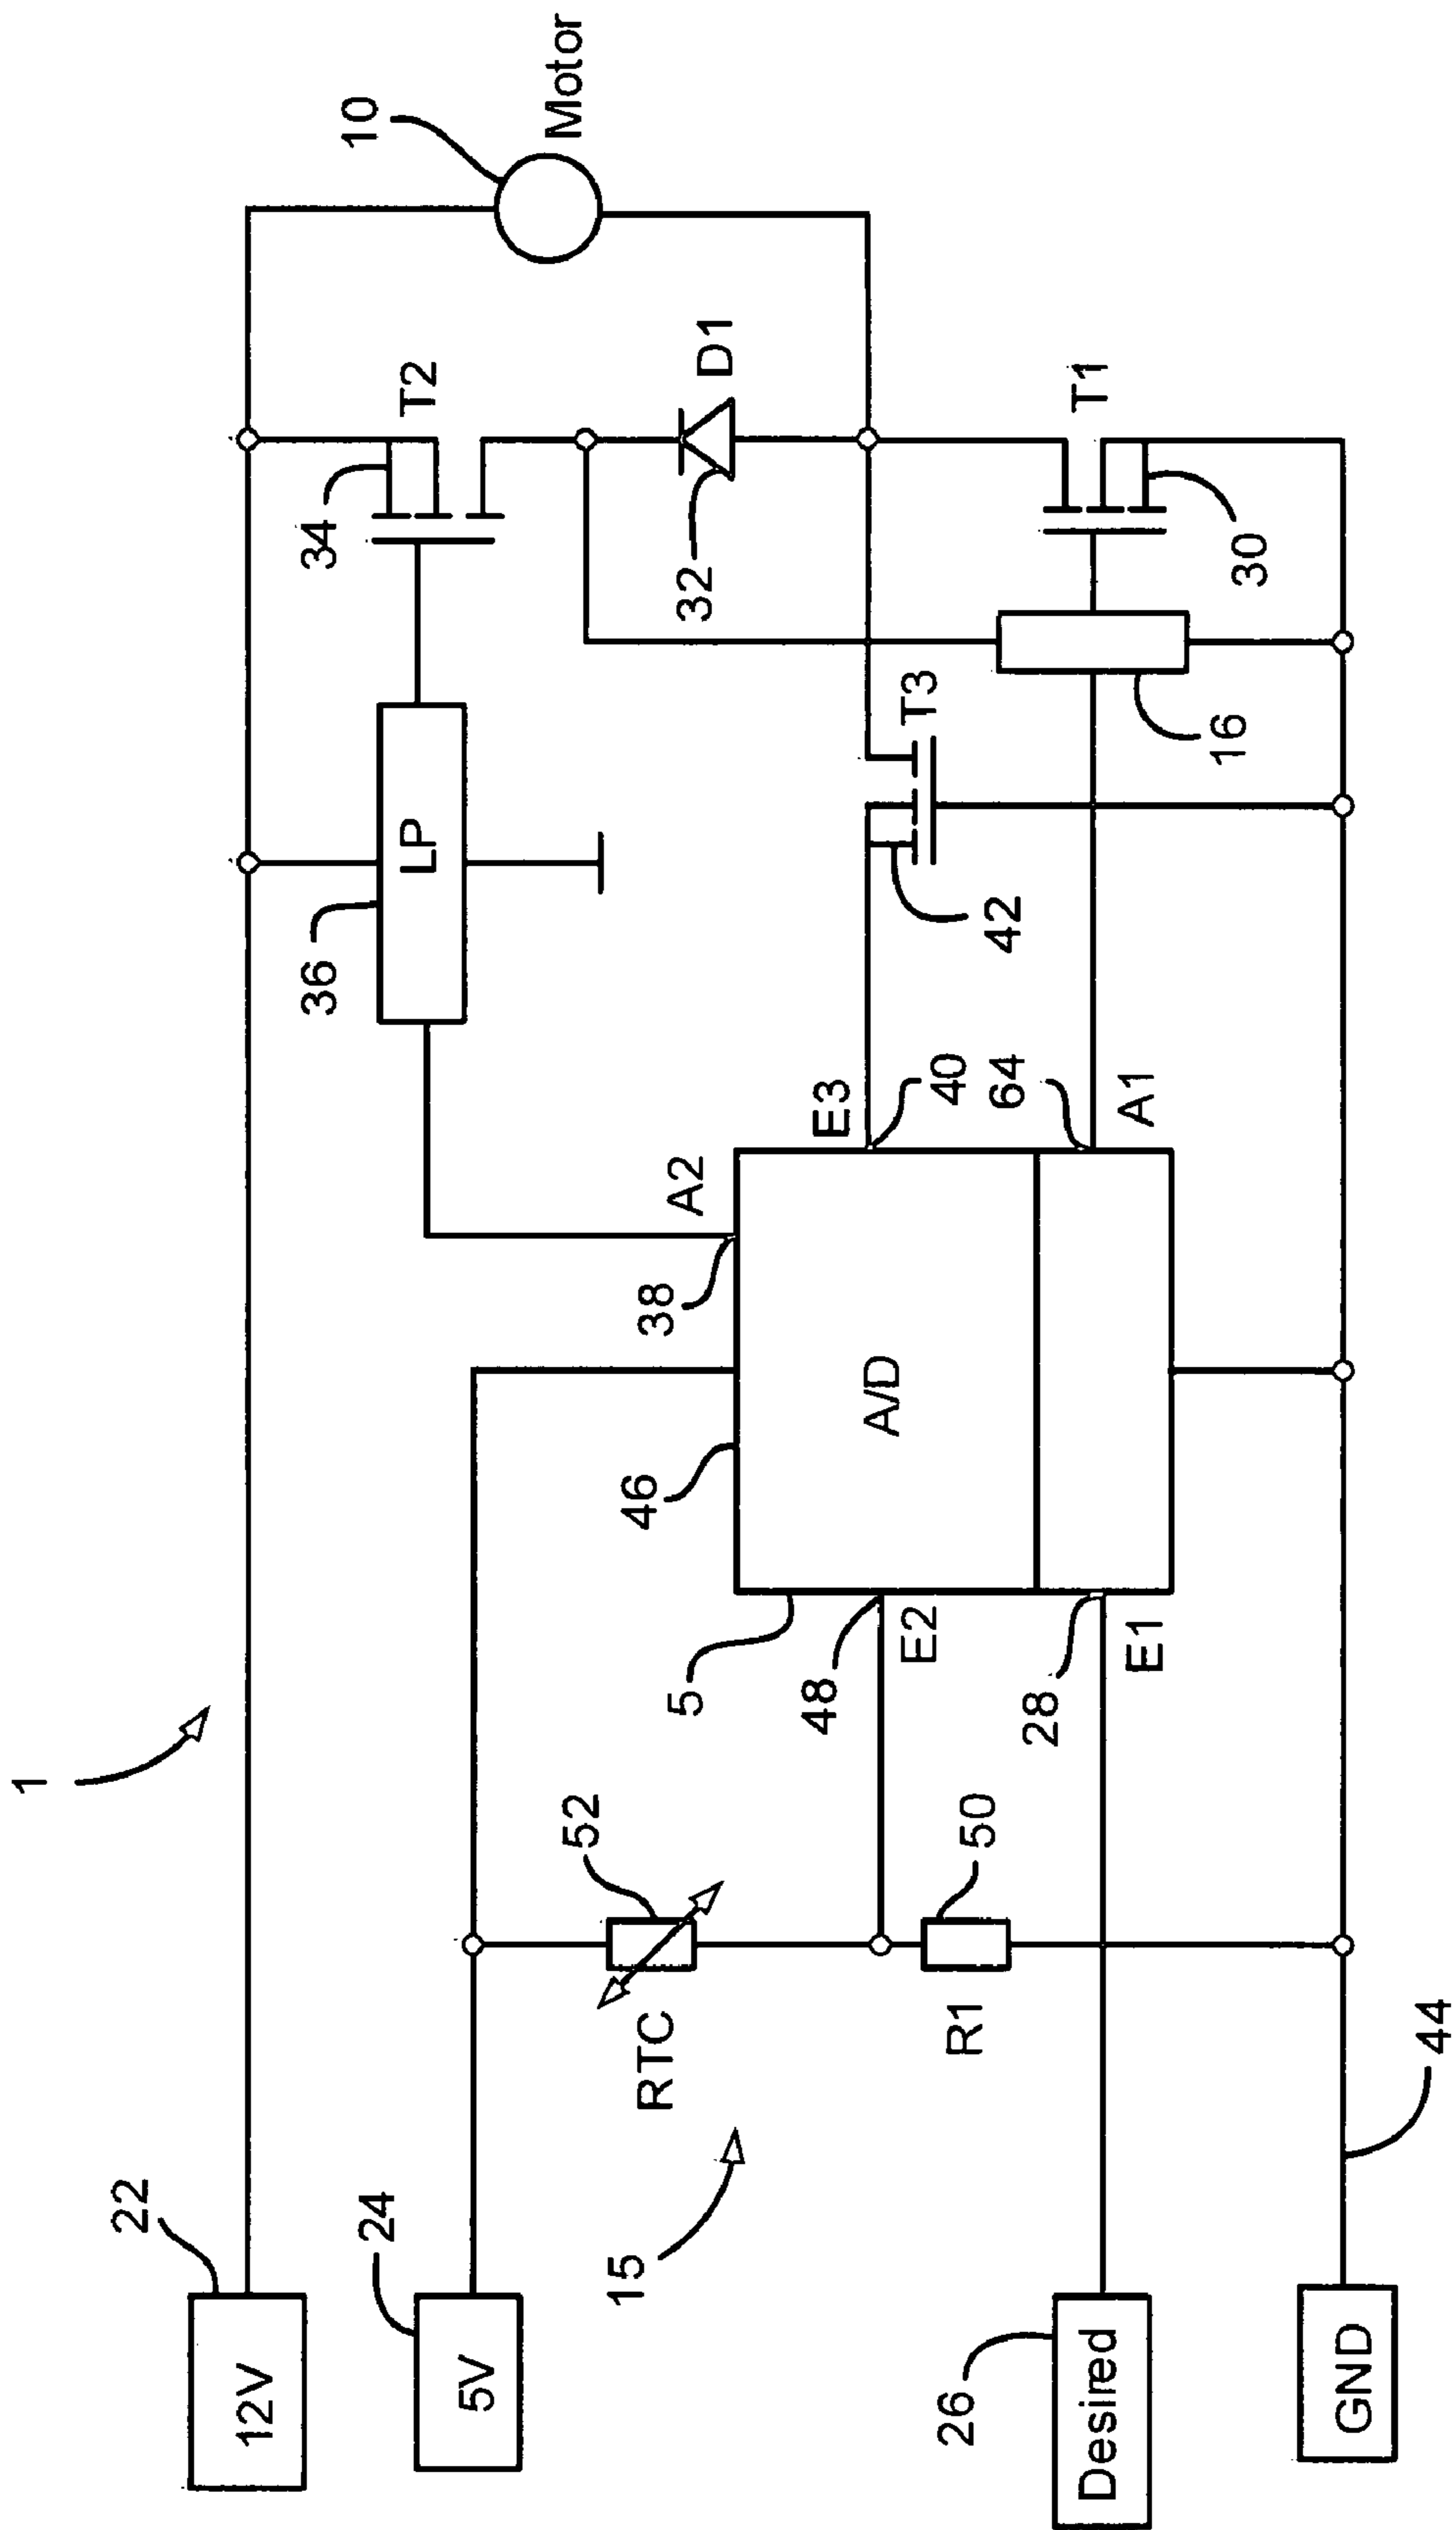 1
22
12V
24
5V
15
26
Desired
GND
44
RTC
52
R1
50
5
46
48
E2
28
E1
A/D
38
A2
E3
40
64
A1
36
LP
34
T2
42
T3
16
32
D1
30
T1
10
Motor